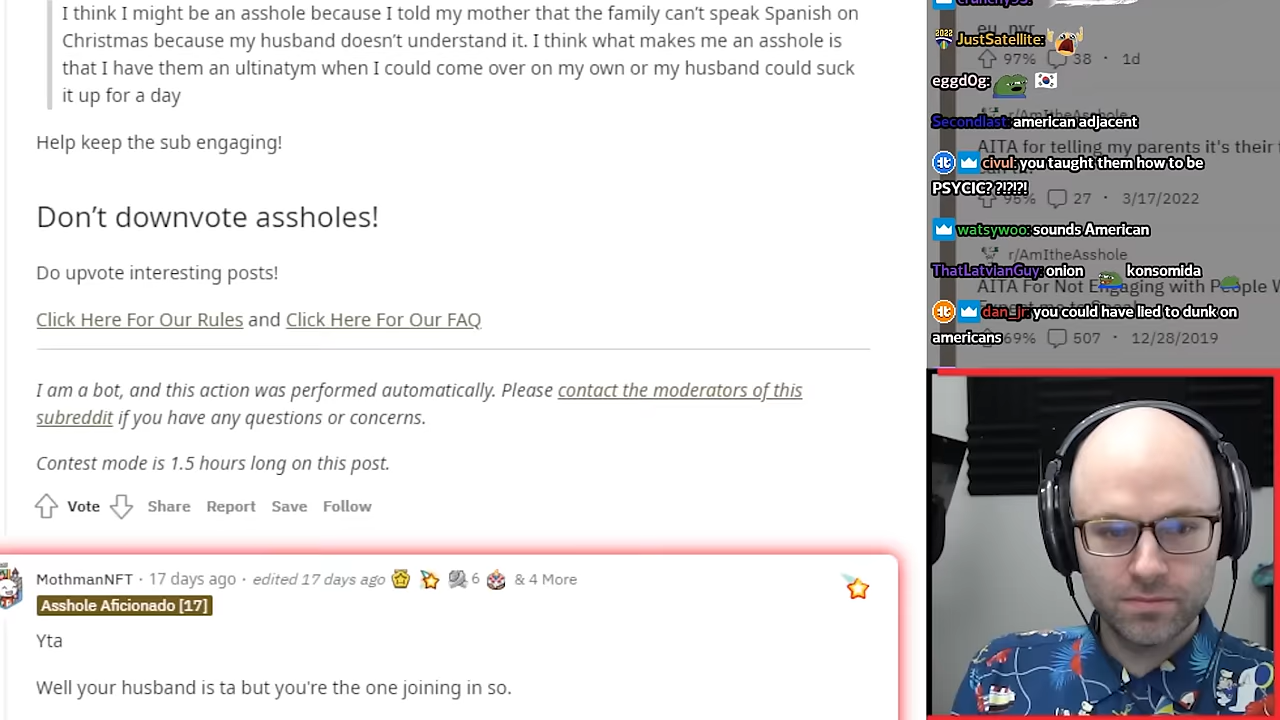 I think I might be an asshole because I told my mother that the family can't speak Spanish on
Christmas because my husband doesn't understand it. I think what makes me an asshole is
that I have them an ultinatym when I could come over on my own or my husband could suck
it up for a day
Help keep the sub engaging!
Don't downvote assholes!
Do upvote interesting posts!
Click Here For Our Rules and Click Here For Our FAQ
I am a bot, and this action was performed automatically. Please contact the moderators of this
subreddit if you have any questions or concerns.
Contest mode is 1.5 hours long on this post.
Vote Share Report Save Follow
MothmanNFT · 17 days ago · edited 17 days ago 6 & 4 More
Asshole Aficionado [17]
Yta
Well your husband is ta but you're the one joining in so.
JustSatellite:
97% 38 · 1d
eggd0g:
r/AmItheAsshole
Secondlast: american adjacent
AITA for telling my parents it's their
civul: you taught them how to be
PSYCIC? ?!?!?!
95% 27 · 3/17/2022
watsywoo: sounds American
r/AmItheAsshole
ThatLatvianGuy: onion konsomida
AITA For Not Engaging with People W
dan_jr: you could have lied to dunk on
americans
69% 507 · 12/28/2019